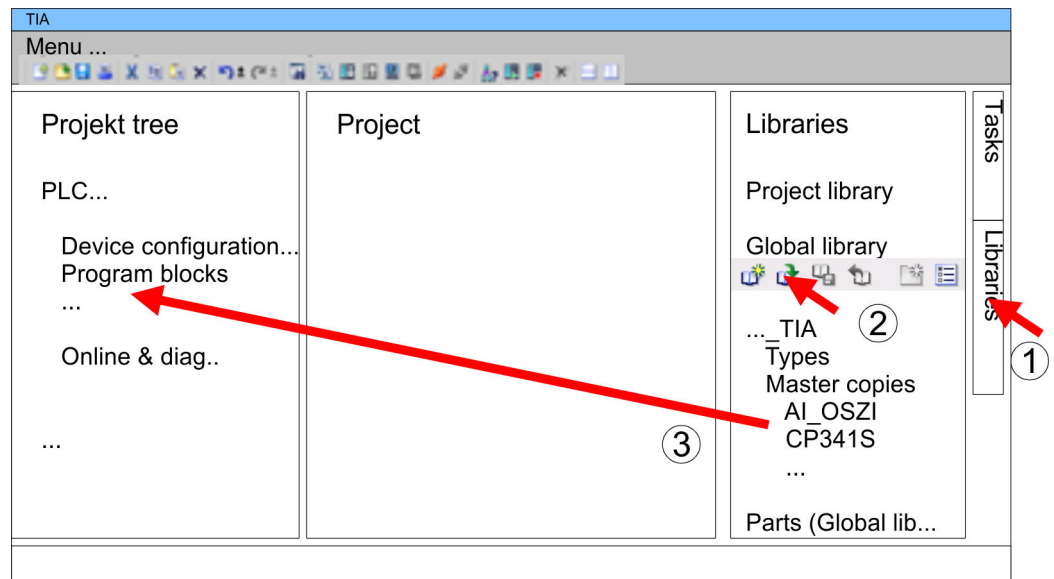 TIA
Menu ...
Projekt tree
PLC...
Device configuration...
Program blocks
...
Online & diag..
...
Project
③
Libraries
Project library
Global library
②
..._TIA
Types
Master copies
AI_OSZI
CP341S
...
Parts (Global lib...
Tasks
Libraries
①